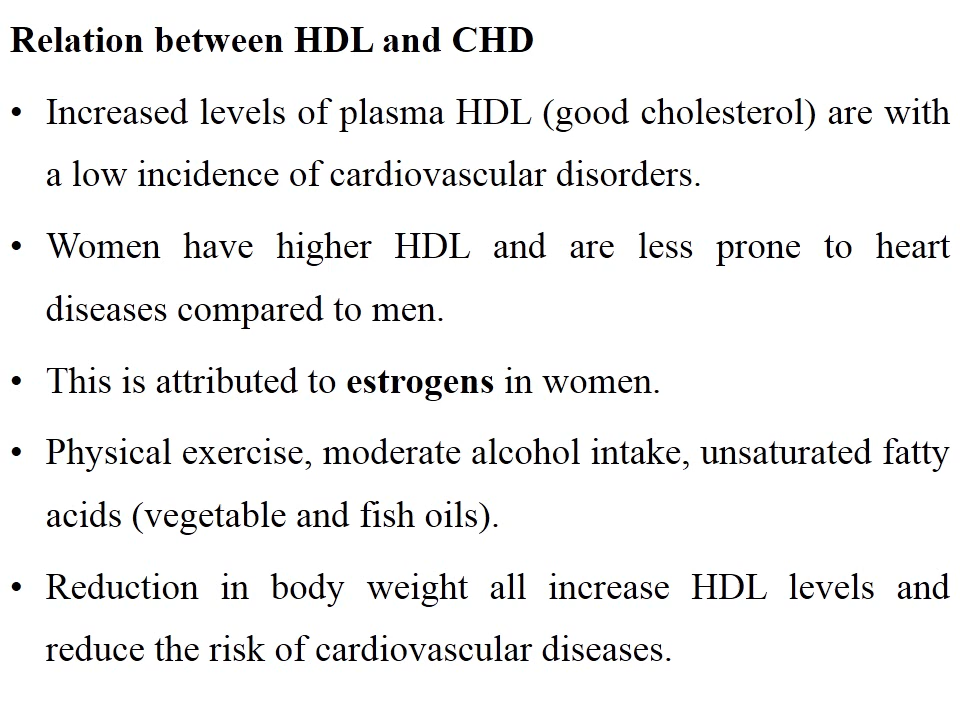 Relation between HDL and CHD
• Increased levels of plasma HDL (good cholesterol) are with
a low incidence of cardiovascular disorders.
• Women have higher HDL and are less prone to heart
diseases compared to men.
• This is attributed to estrogens in women.
• Physical exercise, moderate alcohol intake, unsaturated fatty
acids (vegetable and fish oils).
• Reduction in body weight all increase HDL levels and
reduce the risk of cardiovascular diseases.